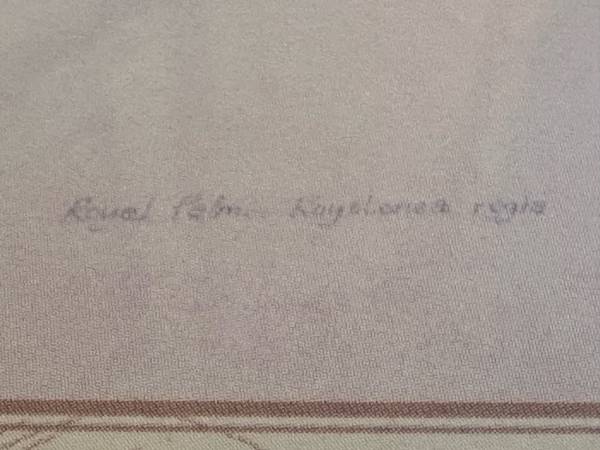 Royal Palm. Roystonea regia